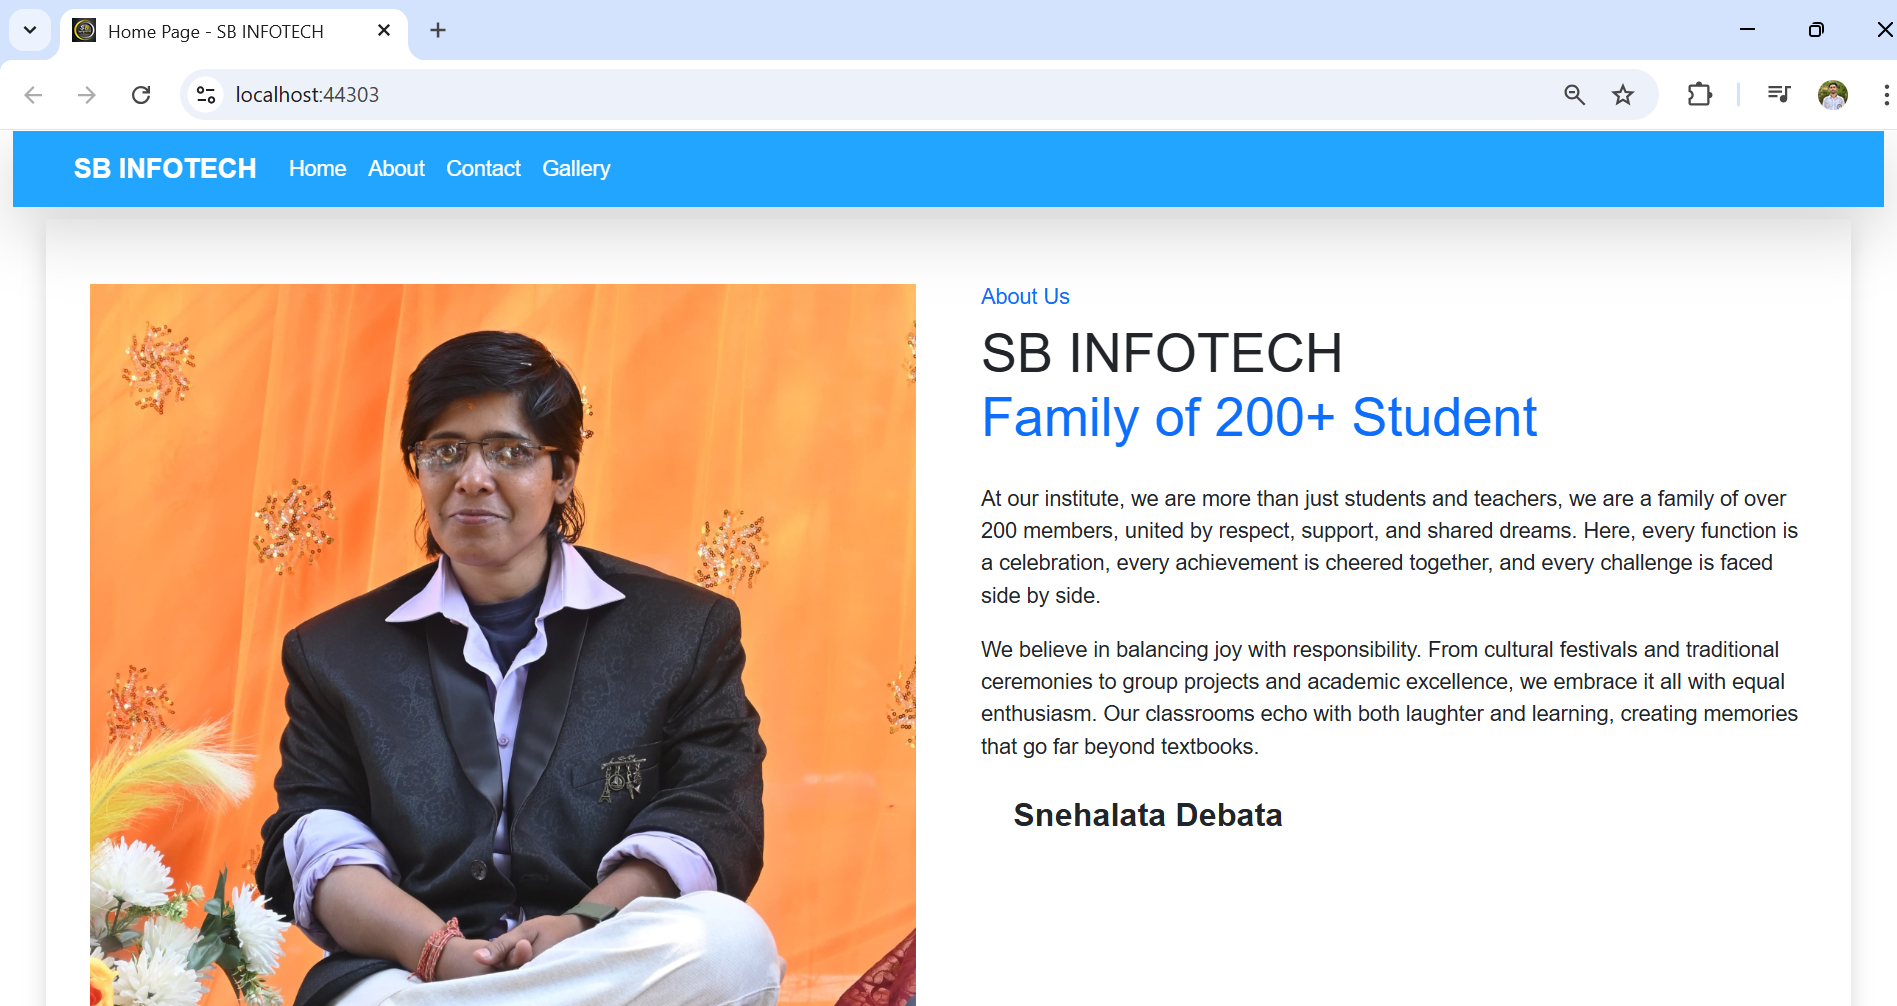 Home Page - SB INFOTECH
localhost:44303
SB INFOTECH Home About Contact Gallery
About Us
SB INFOTECH
Family of 200+ Student
At our institute, we are more than just students and teachers, we are a family of over
200 members, united by respect, support, and shared dreams. Here, every function is
a celebration, every achievement is cheered together, and every challenge is faced
side by side.
We believe in balancing joy with responsibility. From cultural festivals and traditional
ceremonies to group projects and academic excellence, we embrace it all with equal
enthusiasm. Our classrooms echo with both laughter and learning, creating memories
that go far beyond textbooks.
Snehalata Debata